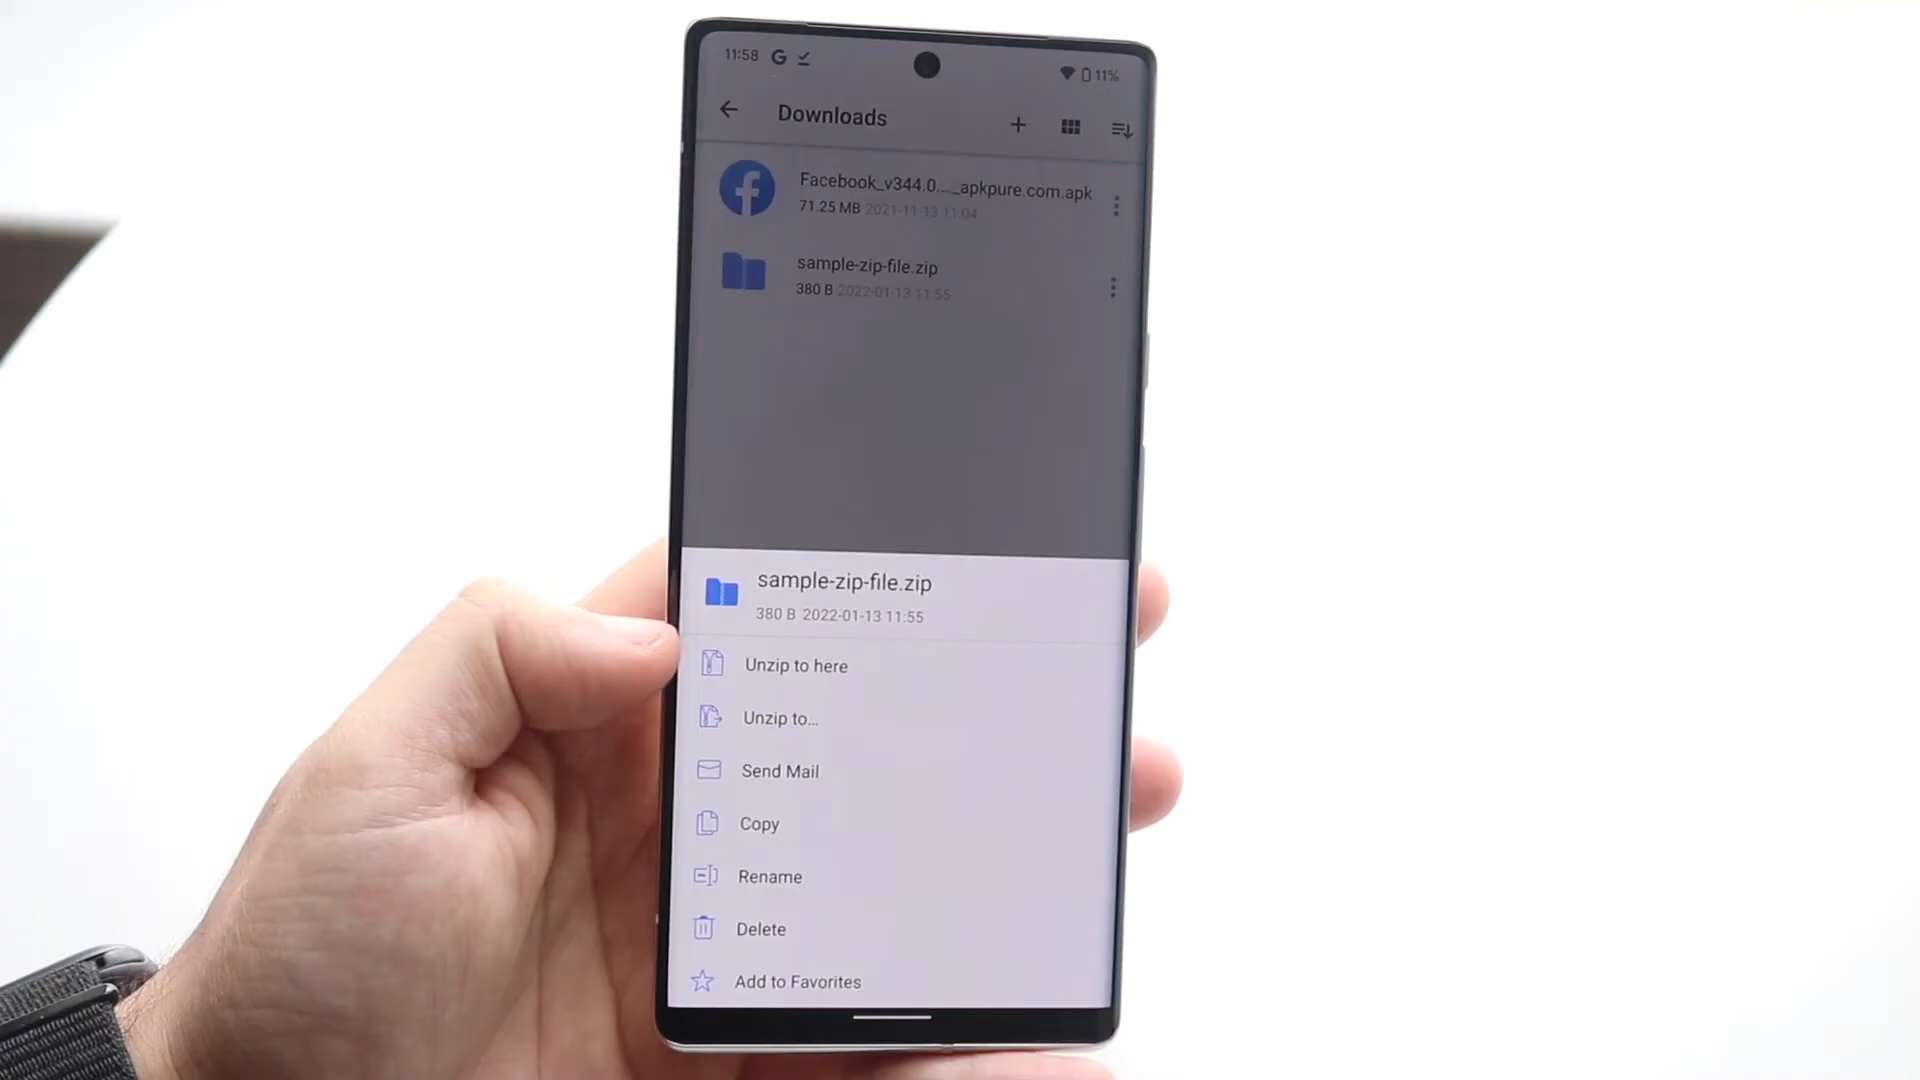 11:58 G 11%
Downloads
Facebook_v344.0...._apkpure.com.apk
71.25 MB 2021-11-13 11:04
sample-zip-file.zip
380 B 2022-01-13 11:55
sample-zip-file.zip
380 B 2022-01-13 11:55
Unzip to here
Unzip to...
Send Mail
Copy
Rename
Delete
Add to Favorites